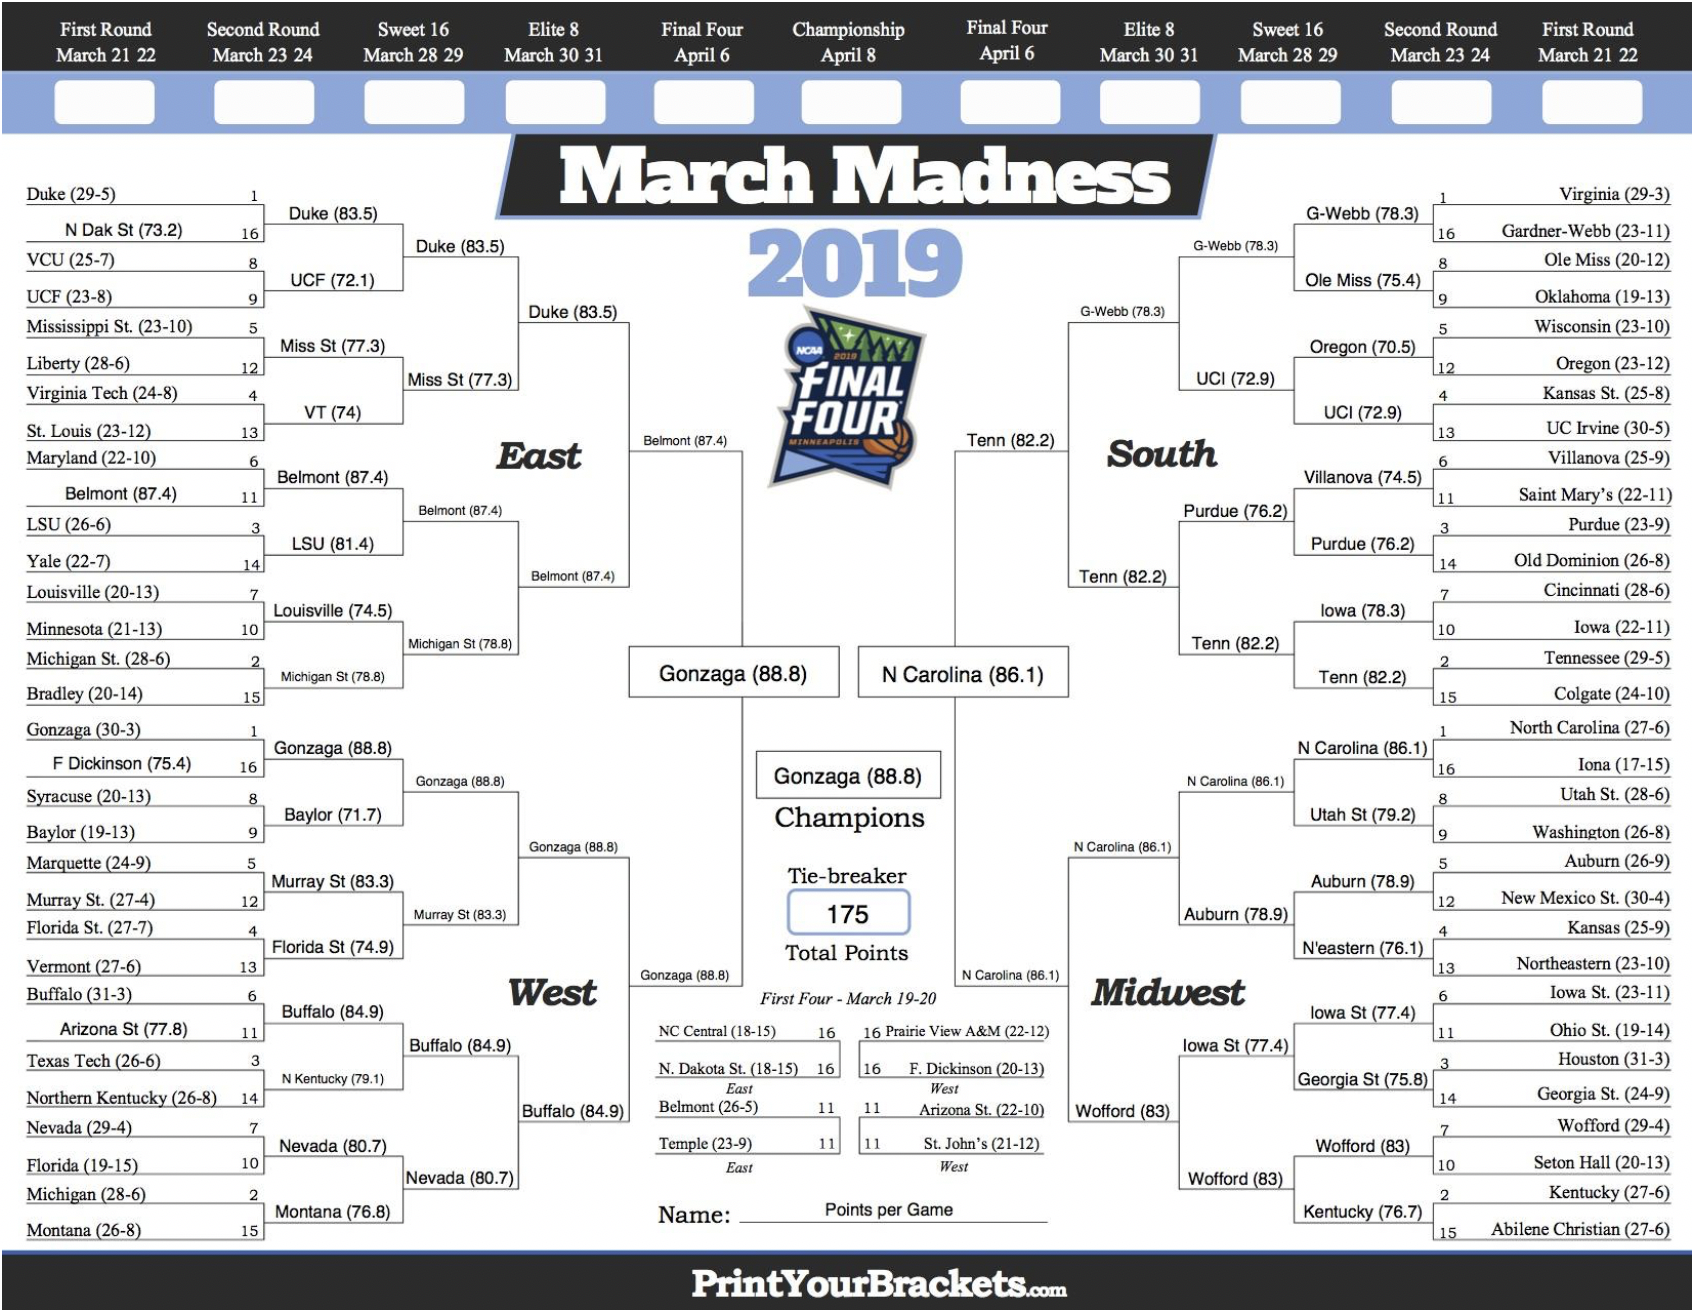 First Round
March 21 22
Second Round
March 23 24
Sweet 16
March 28 29
Elite 8
March 30 31
Final Four
April 6
Championship
April 8
Final Four
April 6
Elite 8
March 30 31
Sweet 16
March 28 29
Second Round
March 23 24
First Round
March 21 22
March Madness
2019
NCAA
2019
FINAL
FOUR
MINNEAPOLIS
Duke (29-5) 1
N Dak St (73.2) 16
VCU (25-7) 8
UCF (23-8) 9
Mississippi St. (23-10) 5
Liberty (28-6) 12
Virginia Tech (24-8) 4
St. Louis (23-12) 13
Maryland (22-10) 6
Belmont (87.4) 11
LSU (26-6) 3
Yale (22-7) 14
Louisville (20-13) 7
Minnesota (21-13) 10
Michigan St. (28-6) 2
Bradley (20-14) 15
Duke (83.5)
UCF (72.1)
Miss St (77.3)
VT (74)
Belmont (87.4)
LSU (81.4)
Louisville (74.5)
Michigan St (78.8)
Duke (83.5)
Miss St (77.3)
Belmont (87.4)
Michigan St (78.8)
Duke (83.5)
Belmont (87.4)
East
Belmont (87.4)
Gonzaga (30-3) 1
F Dickinson (75.4) 16
Syracuse (20-13) 8
Baylor (19-13) 9
Marquette (24-9) 5
Murray St. (27-4) 12
Florida St. (27-7) 4
Vermont (27-6) 13
Buffalo (31-3) 6
Arizona St (77.8) 11
Texas Tech (26-6) 3
Northern Kentucky (26-8) 14
Nevada (29-4) 7
Florida (19-15) 10
Michigan (28-6) 2
Montana (26-8) 15
Gonzaga (88.8)
Baylor (71.7)
Murray St (83.3)
Florida St (74.9)
Buffalo (84.9)
N Kentucky (79.1)
Nevada (80.7)
Montana (76.8)
Gonzaga (88.8)
Murray St (83.3)
Buffalo (84.9)
Nevada (80.7)
Gonzaga (88.8)
Buffalo (84.9)
West
Gonzaga (88.8)
1 Virginia (29-3)
16 Gardner-Webb (23-11)
8 Ole Miss (20-12)
9 Oklahoma (19-13)
5 Wisconsin (23-10)
12 Oregon (23-12)
4 Kansas St. (25-8)
13 UC Irvine (30-5)
6 Villanova (25-9)
11 Saint Mary's (22-11)
3 Purdue (23-9)
14 Old Dominion (26-8)
7 Cincinnati (28-6)
10 Iowa (22-11)
2 Tennessee (29-5)
15 Colgate (24-10)
G-Webb (78.3)
Ole Miss (75.4)
Oregon (70.5)
UCI (72.9)
Villanova (74.5)
Purdue (76.2)
Iowa (78.3)
Tenn (82.2)
G-Webb (78.3)
UCI (72.9)
Purdue (76.2)
Tenn (82.2)
G-Webb (78.3)
Tenn (82.2)
South
Tenn (82.2)
1 North Carolina (27-6)
16 Iona (17-15)
8 Utah St. (28-6)
9 Washington (26-8)
5 Auburn (26-9)
12 New Mexico St. (30-4)
4 Kansas (25-9)
13 Northeastern (23-10)
6 Iowa St. (23-11)
11 Ohio St. (19-14)
3 Houston (31-3)
14 Georgia St. (24-9)
7 Wofford (29-4)
10 Seton Hall (20-13)
2 Kentucky (27-6)
15 Abilene Christian (27-6)
N Carolina (86.1)
Utah St (79.2)
Auburn (78.9)
N'eastern (76.1)
Iowa St (77.4)
Georgia St (75.8)
Wofford (83)
Kentucky (76.7)
N Carolina (86.1)
Auburn (78.9)
Iowa St (77.4)
Wofford (83)
N Carolina (86.1)
Wofford (83)
Midwest
N Carolina (86.1)
Gonzaga (88.8)
N Carolina (86.1)
Gonzaga (88.8)
Champions
Tie-breaker
175
Total Points
First Four - March 19-20
NC Central (18-15) 16
N. Dakota St. (18-15) 16
East
16 Prairie View A&M (22-12)
16 F. Dickinson (20-13)
West
Belmont (26-5) 11
Temple (23-9) 11
East
11 Arizona St. (22-10)
11 St. John's (21-12)
West
Name: Points per Game
PrintYourBrackets.com